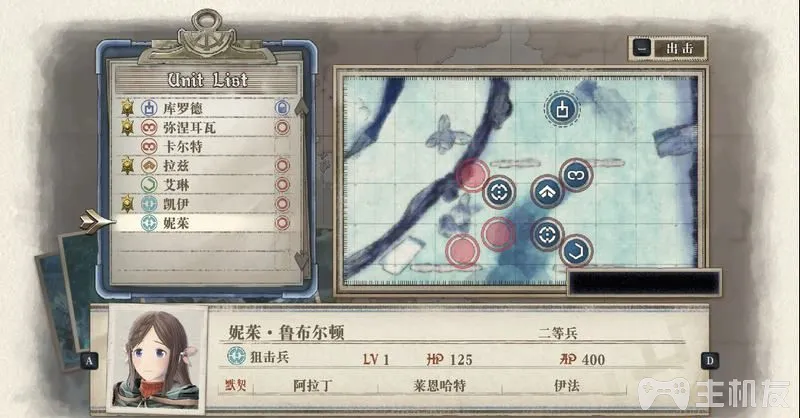 Unit List
库罗德
弥涅耳瓦
卡尔特
拉兹
艾琳
凯伊
妮茱
出击
妮茱·鲁布尔顿
二等兵
狙击兵 LV 1 HP 125 AP 400
默契 阿拉丁 莱恩哈特 伊法
A
D
主机友